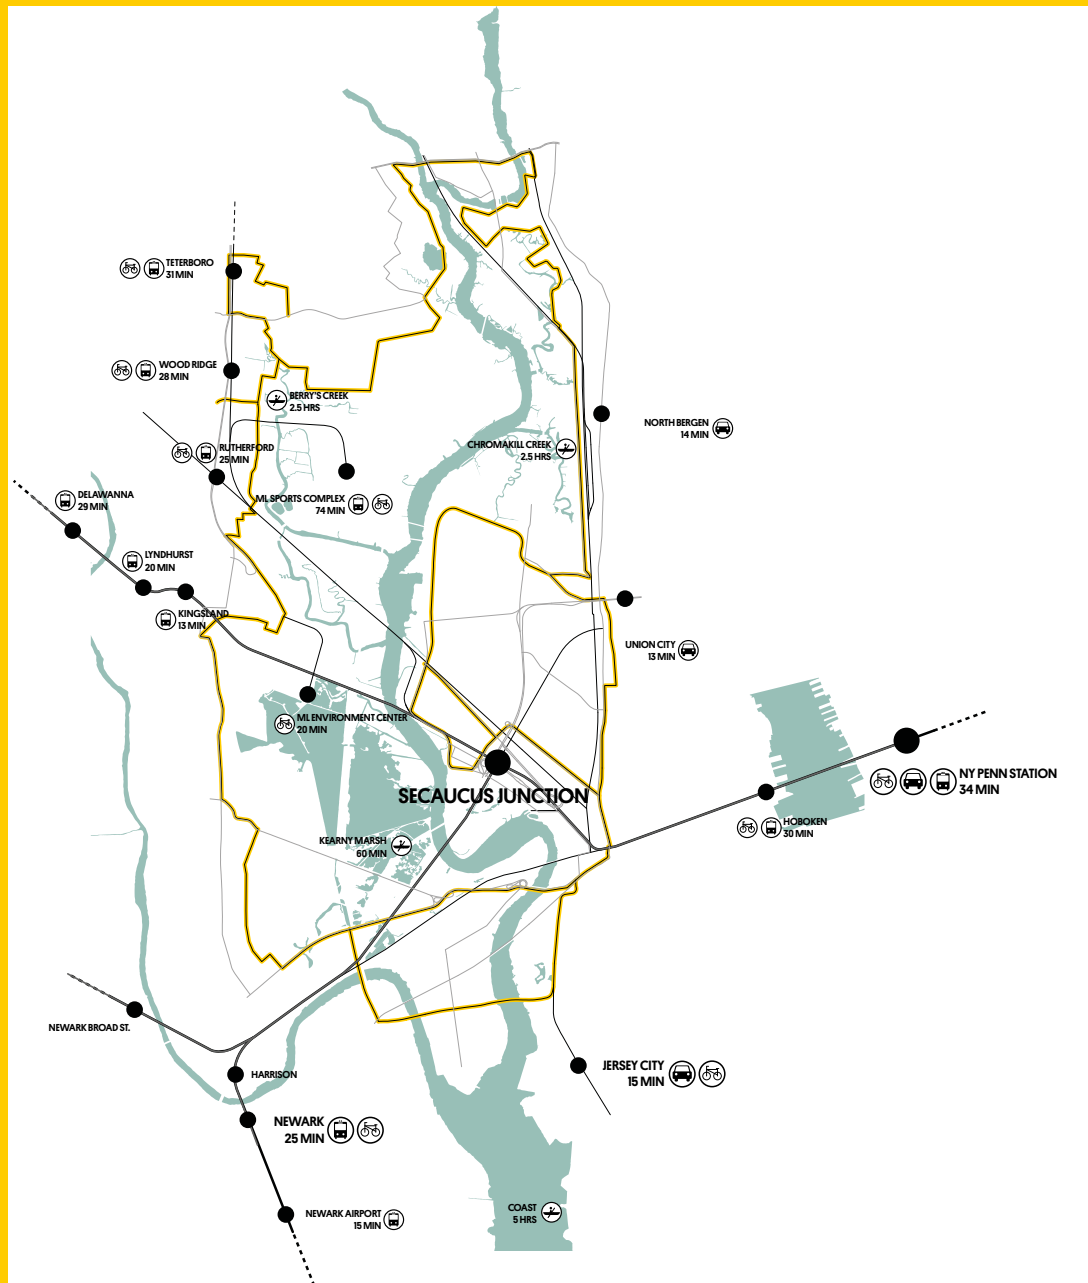 TETERBORO
31 MIN
WOOD RIDGE
28 MIN
BERRY'S CREEK
2.5 HRS
NORTH BERGEN
14 MIN
CHROMAKILL CREEK
2.5 HRS
RUTHERFORD
25 MIN
DELAWANNA
29 MIN
ML SPORTS COMPLEX
74 MIN
LYNDHURST
20 MIN
KINGSLAND
13 MIN
UNION CITY
13 MIN
ML ENVIRONMENT CENTER
20 MIN
NY PENN STATION
34 MIN
SECAUCUS JUNCTION
HOBOKEN
30 MIN
KEARNY MARSH
60 MIN
NEWARK BROAD ST.
HARRISON
JERSEY CITY
15 MIN
NEWARK
25 MIN
NEWARK AIRPORT
15 MIN
COAST
5 HRS